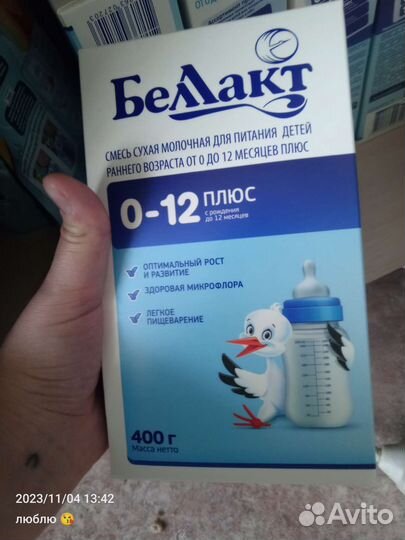 БЕЛЛАКТ
СМЕСЬ СУХАЯ МОЛОЧНАЯ ДЛЯ ПИТАНИЯ ДЕТЕЙ
РАННЕГО ВОЗРАСТА ОТ 0 ДО 12 МЕСЯЦЕВ ПЛЮС
0-12 ПЛЮС
с рождения
до 12 месяцев
ОПТИМАЛЬНЫЙ РОСТ
И РАЗВИТИЕ
ЗДОРОВАЯ МИКРОФЛОРА
ЛЕГКОЕ
ПИЩЕВАРЕНИЕ
400 г
Масса нетто
2023/11/04 13:42
люблю 😘
Avito